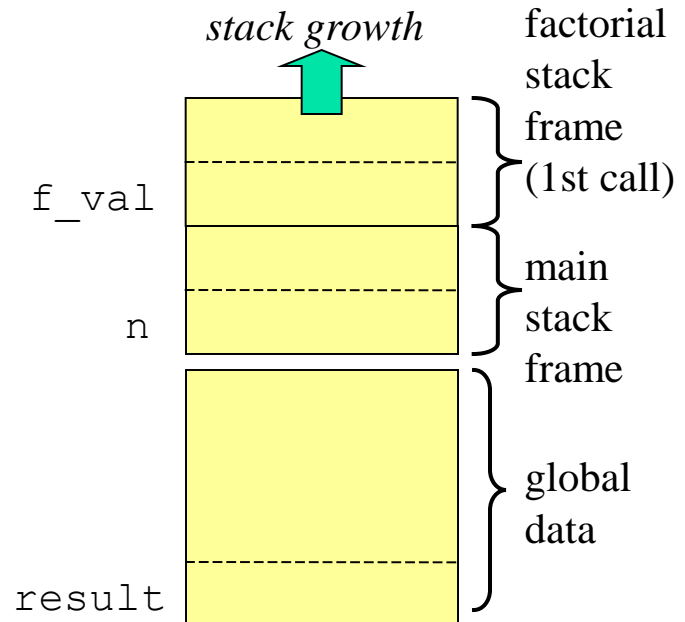 stack growth
factorial
stack
frame
(1st call)
f_val
main
stack
frame
n
global
data
result